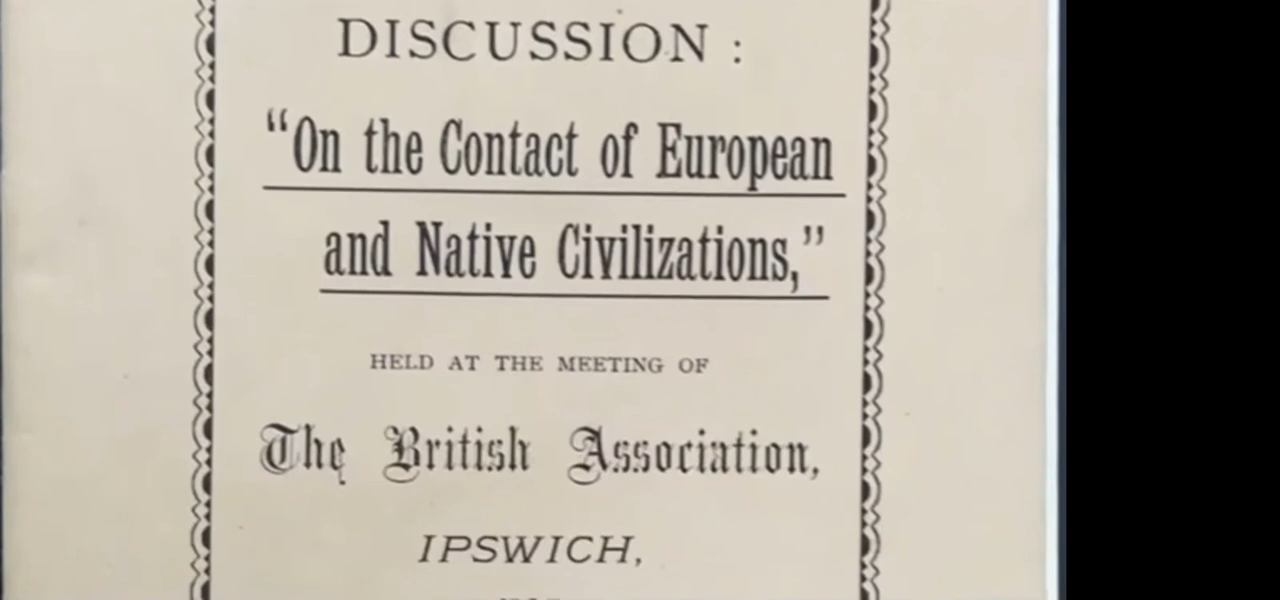 DISCUSSION :
“On the Contact of European
and Native Civilizations,”
HELD AT THE MEETING OF
The British Association,
IPSWICH,